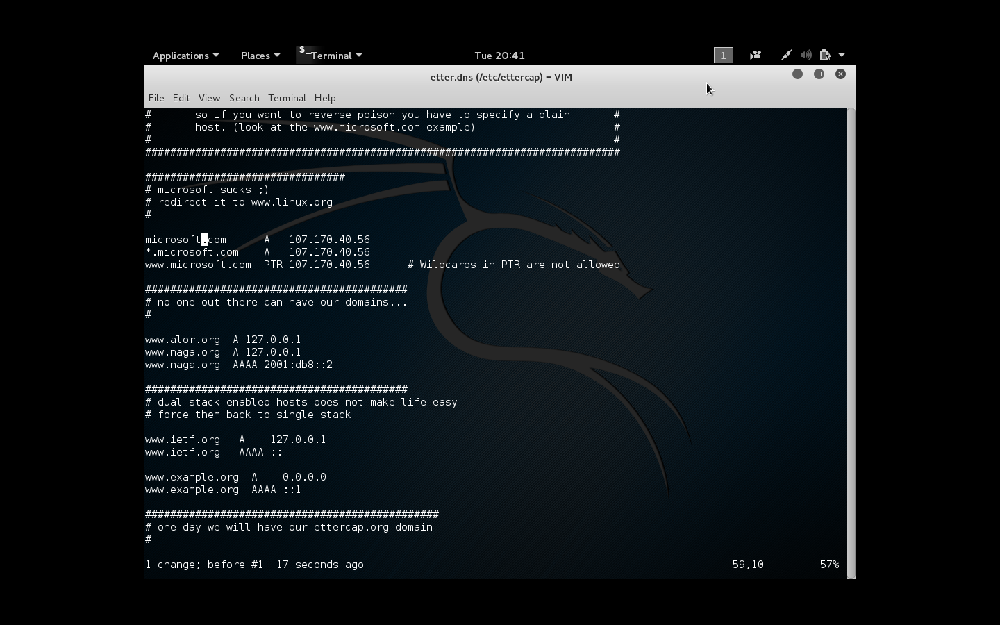 Applications Places $_ Terminal Tue 20:41 1
etter.dns (/etc/ettercap) – VIM
File Edit View Search Terminal Help
#       so if you want to reverse poison you have to specify a plain       #
#       host. (look at the www.microsoft.com example)                      #
#                                                                          #
############################################################################
################################
# microsoft sucks ;)
# redirect it to www.linux.org
#
microsoft.com      A   107.170.40.56
*.microsoft.com    A   107.170.40.56
www.microsoft.com  PTR 107.170.40.56      # Wildcards in PTR are not allowed
##########################################
# no one out there can have our domains...
#
www.alor.org  A 127.0.0.1
www.naga.org  A 127.0.0.1
www.naga.org  AAAA 2001:db8::2
##########################################
# dual stack enabled hosts does not make life easy
# force them back to single stack
www.ietf.org   A    127.0.0.1
www.ietf.org   AAAA ::
www.example.org  A    0.0.0.0
www.example.org  AAAA ::1
###############################################
# one day we will have our ettercap.org domain
#
1 change; before #1  17 seconds ago 59,10 57%